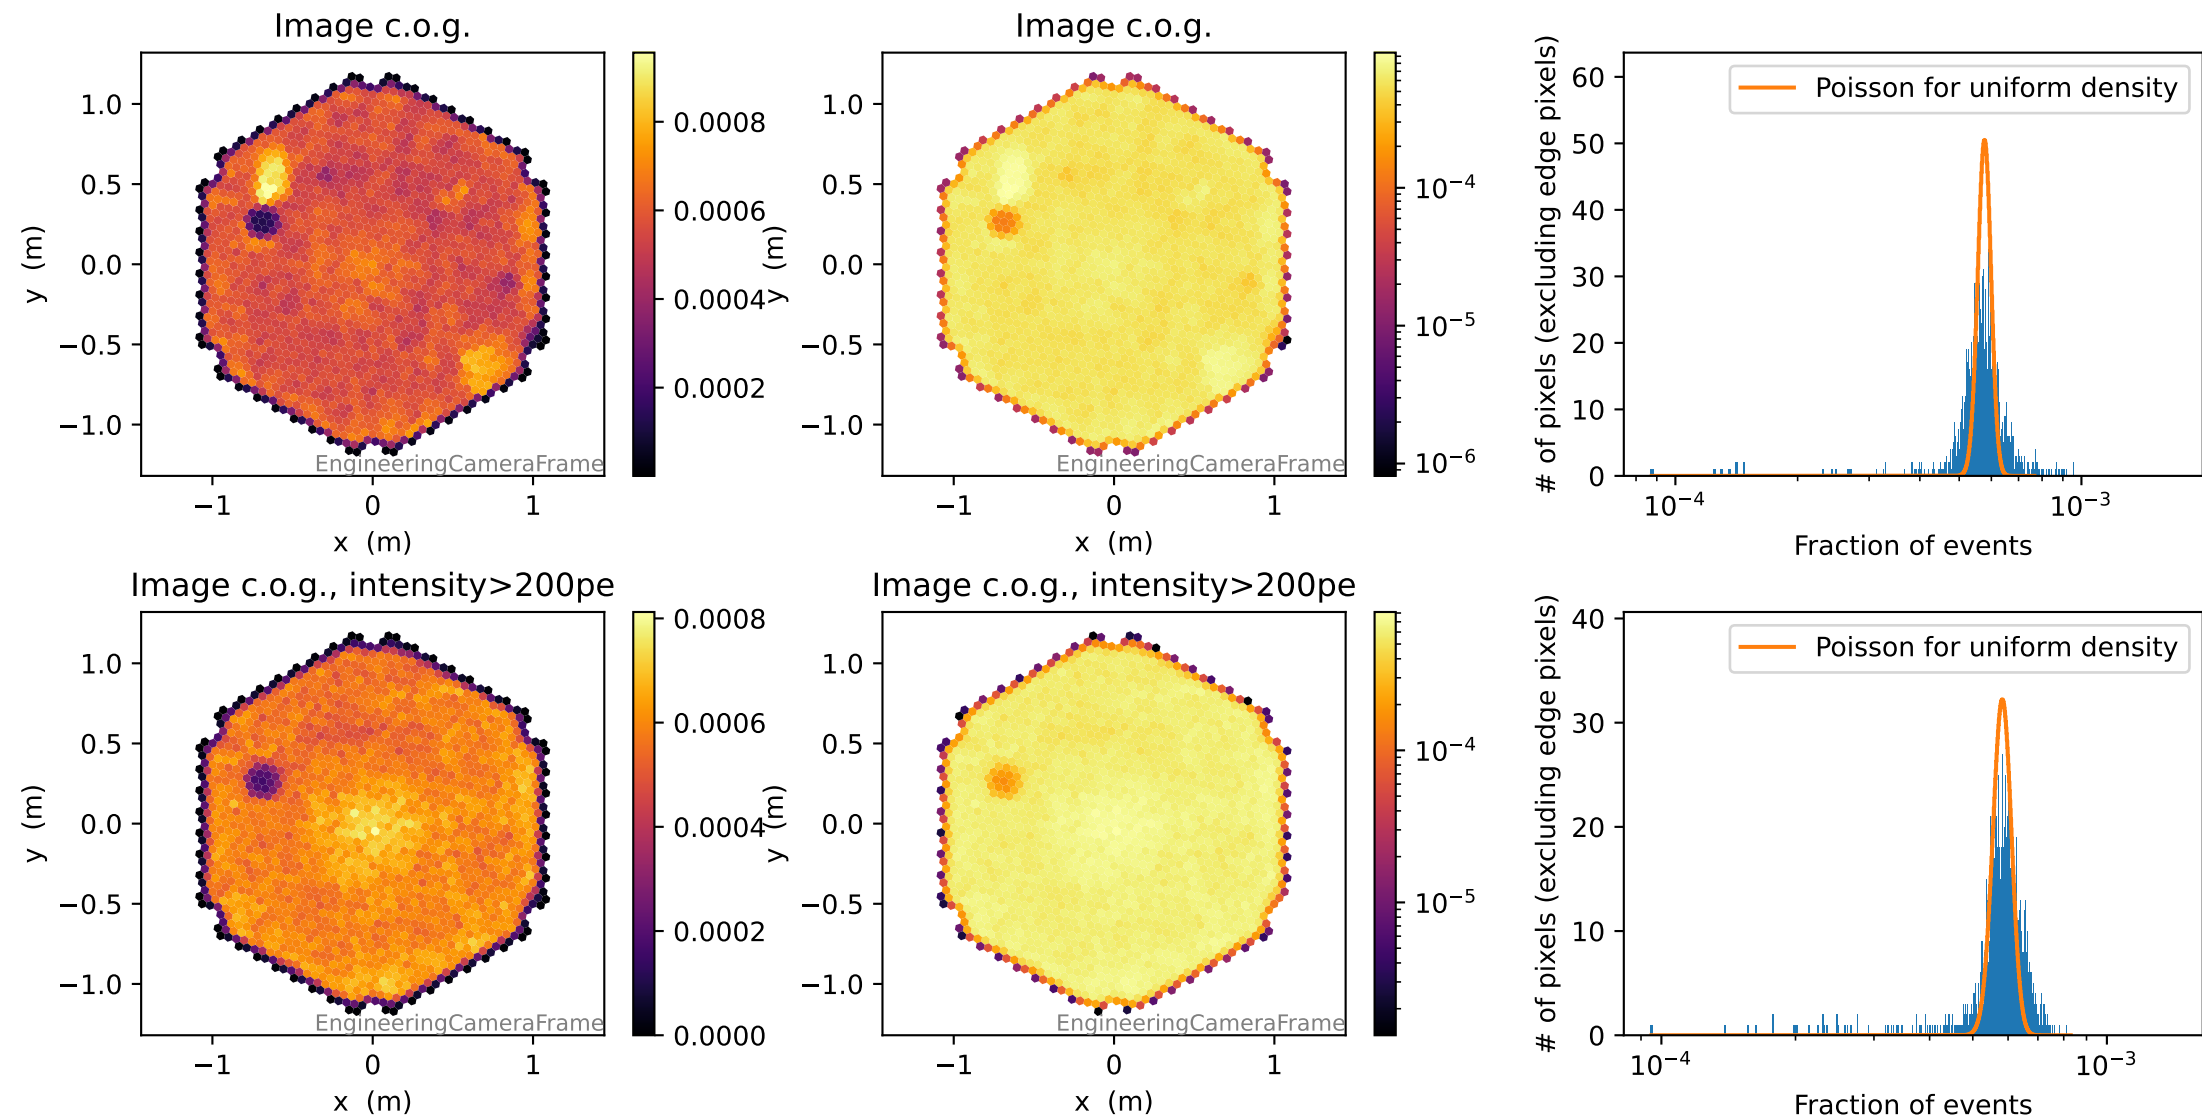 Image c.o.g.
1.0
0.5
0.0
−0.5
−1.0
y (m)
−1
0
1
x (m)
EngineeringCameraFrame
0.0008
0.0006
0.0004
0.0002
Image c.o.g.
1.0
0.5
0.0
−0.5
−1.0
y (m)
−1
0
1
x (m)
EngineeringCameraFrame
10⁻⁴
10⁻⁵
10⁻⁶
# of pixels (excluding edge pixels)
60
50
40
30
20
10
0
Poisson for uniform density
10⁻⁴
10⁻³
Fraction of events
Image c.o.g., intensity>200pe
1.0
0.5
0.0
−0.5
−1.0
y (m)
−1
0
1
x (m)
EngineeringCameraFrame
0.0008
0.0006
0.0004
0.0002
0.0000
Image c.o.g., intensity>200pe
1.0
0.5
0.0
−0.5
−1.0
y (m)
−1
0
1
x (m)
EngineeringCameraFrame
10⁻⁴
10⁻⁵
# of pixels (excluding edge pixels)
40
30
20
10
0
Poisson for uniform density
10⁻⁴
10⁻³
Fraction of events